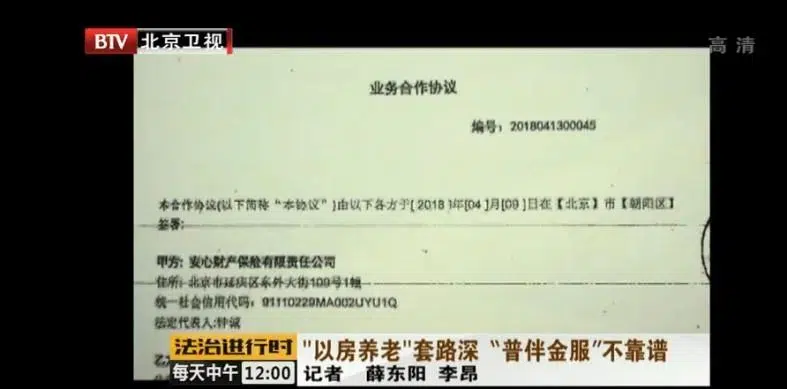 BTV 北京卫视
高清
业务合作协议
编号：2018041300045
本合作协议(以下简称“本协议”)由以下各方于[2018]年[04]月[09]日在【北京】市【朝阳区】
签署:
甲方: 安心财产保险有限责任公司
住所: 北京市延庆区东外大街109号1幢
统一社会信用代码: 91110229MA002UYU1Q
法定代表人:钟诚
法治进行时
每天中午 12:00
"以房养老"套路深 “普伴金服”不靠谱
记者 薛东阳 李昂